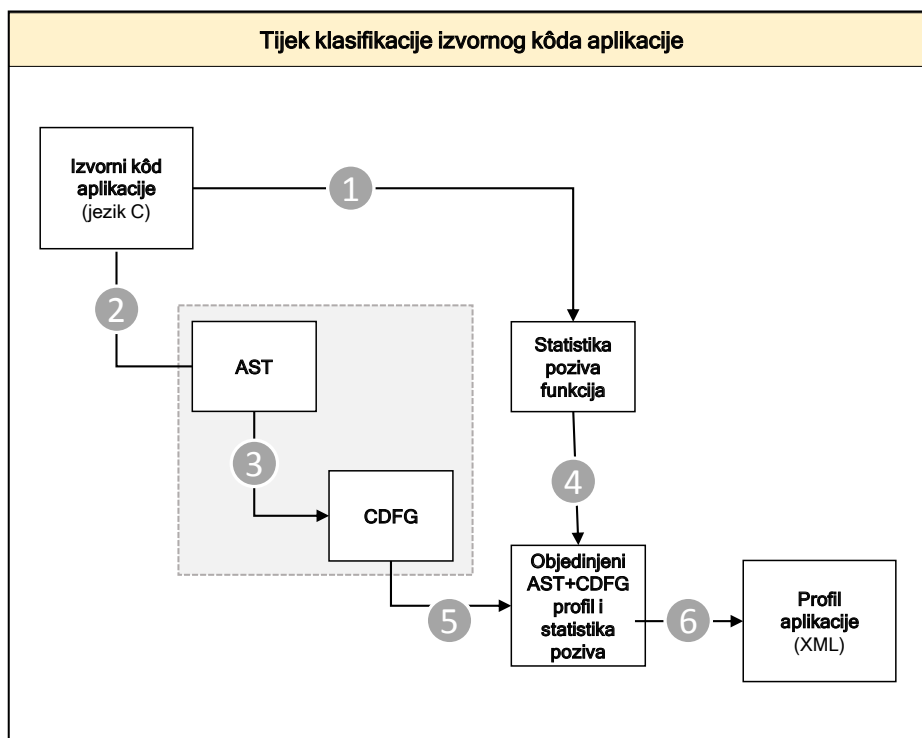 Tijek klasifikacije izvornog kôda aplikacije
Izvorni kôd
aplikacije
(jezik C)
1
2
AST
Statistika
poziva
funkcija
3
4
CDFG
Objedinjeni
AST+CDFG
profil i
statistika
poziva
5
6
Profil
aplikacije
(XML)